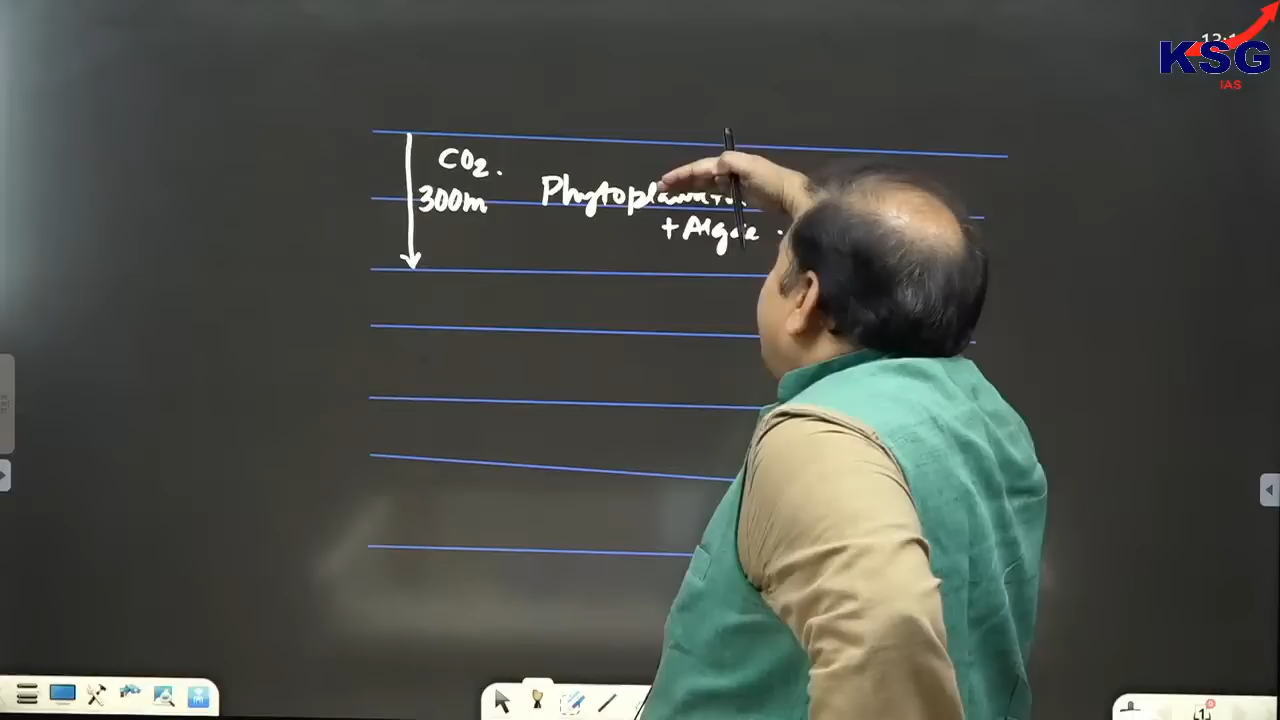 KSG
IAS
CO2.
300m
+ Algae